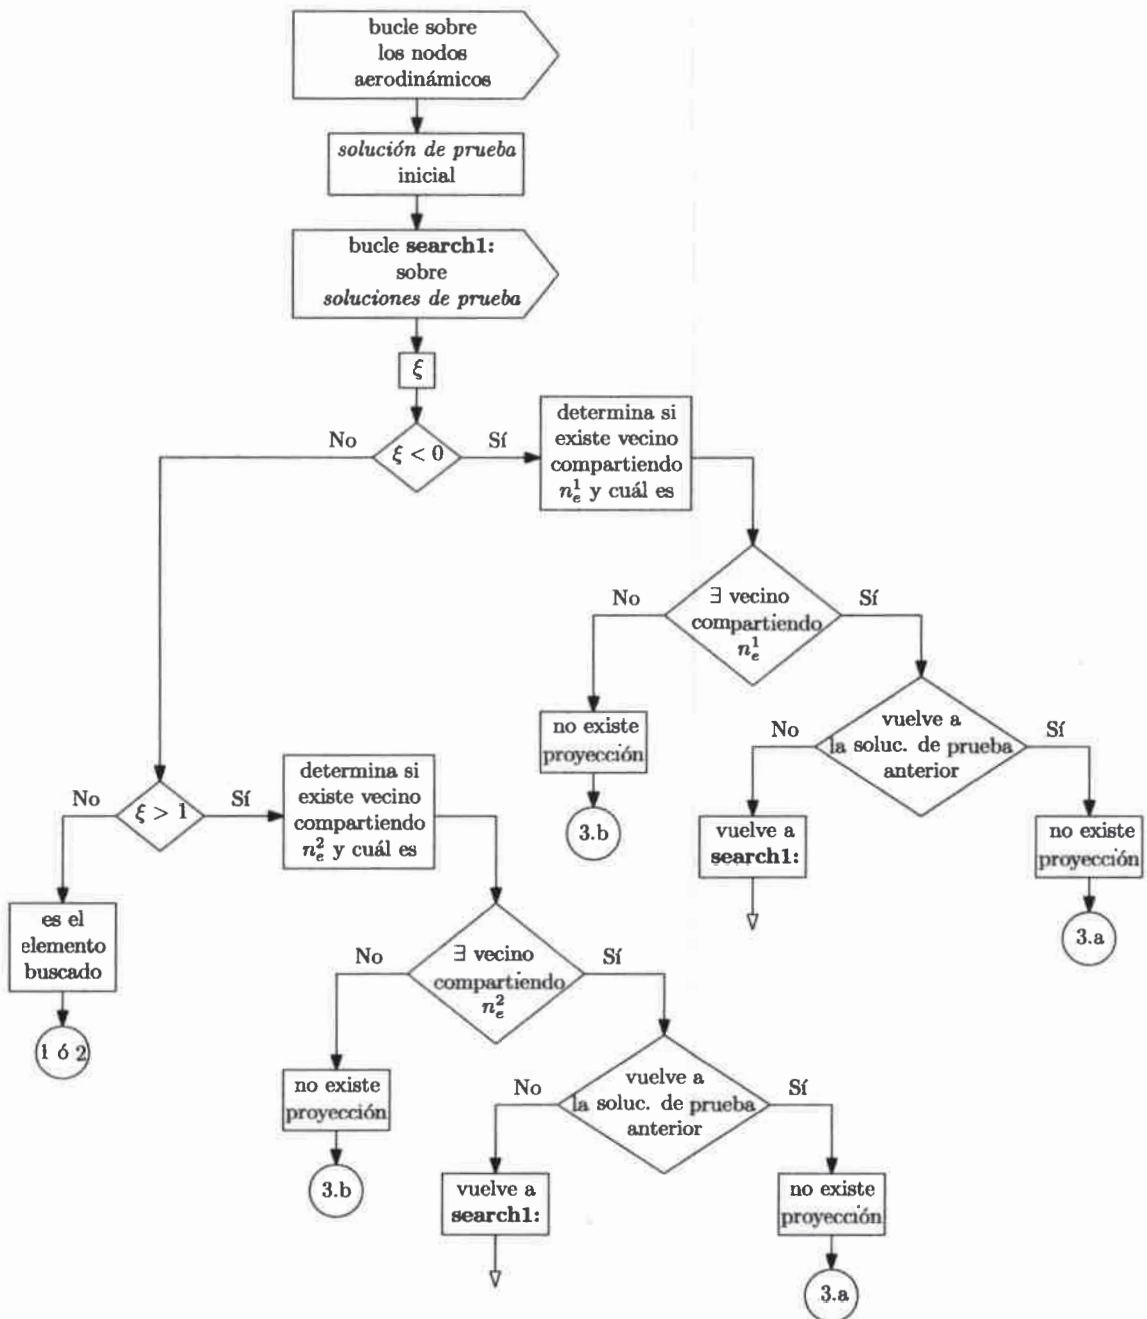 bucle sobre
los nodos
aerodinámicos
solución de prueba
inicial
bucle search1:
sobre
soluciones de prueba
ξ
ξ < 0
No
Sí
determina si
existe vecino
compartiendo
n_e^1 y cuál es
∃ vecino
compartiendo
n_e^1
No
Sí
no existe
proyección
3.b
vuelve a
la soluc. de prueba
anterior
No
Sí
vuelve a
search1:
no existe
proyección
3.a
ξ > 1
No
Sí
es el
elemento
buscado
1 ó 2
determina si
existe vecino
compartiendo
n_e^2 y cuál es
∃ vecino
compartiendo
n_e^2
No
Sí
no existe
proyección
3.b
vuelve a
la soluc. de prueba
anterior
No
Sí
vuelve a
search1:
no existe
proyección
3.a